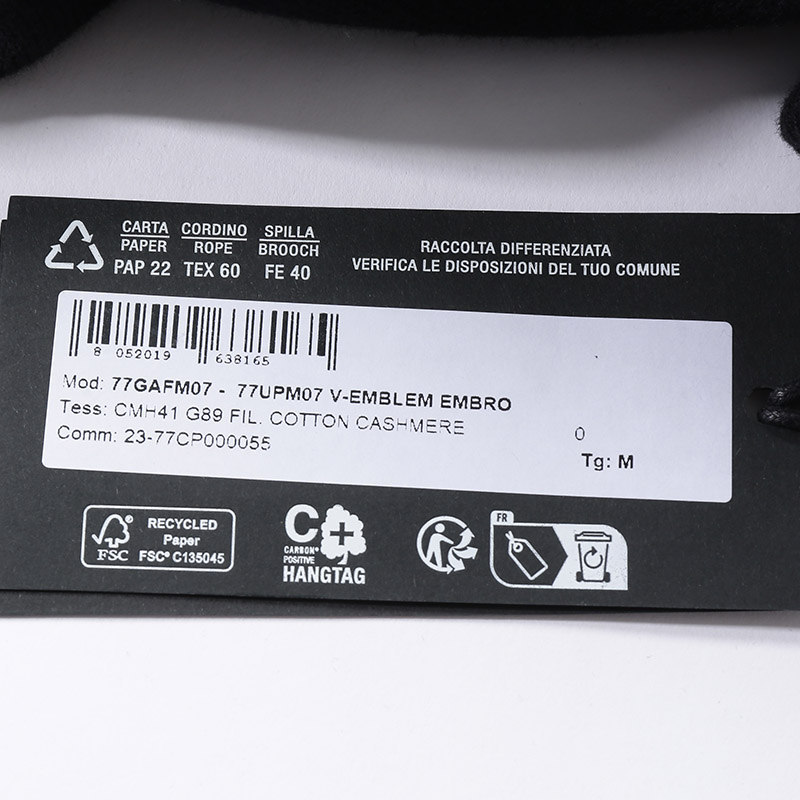 CARTA CORDINO SPILLA
PAPER ROPE BROOCH
PAP 22 TEX 60 FE 40
RACCOLTA DIFFERENZIATA
VERIFICA LE DISPOSIZIONI DEL TUO COMUNE
8 052019 638165
Mod: 77GAFM07 - 77UPM07 V-EMBLEM EMBRO
Tess: CMH41 G89 FIL. COTTON CASHMERE
Comm: 23-77CP000055
0
Tg: M
FSC
RECYCLED
Paper
FSC® C135045
C
CARBON+
POSITIVE
HANGTAG
FR